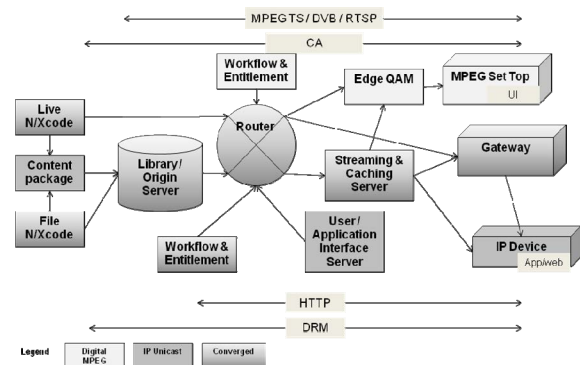 MPEG TS / DVB / RTSP
CA
Workflow &
Entitlement
Edge QAM
MPEG Set Top
UI
Live
N/Xcode
Router
Content
package
Library/
Origin
Server
Streaming &
Caching
Server
Gateway
File
N/Xcode
Workflow &
Entitlement
User /
Application
Interface
Server
IP Device
App/web
HTTP
DRM
Legend
Digital
MPEG
IP Unicast
Converged